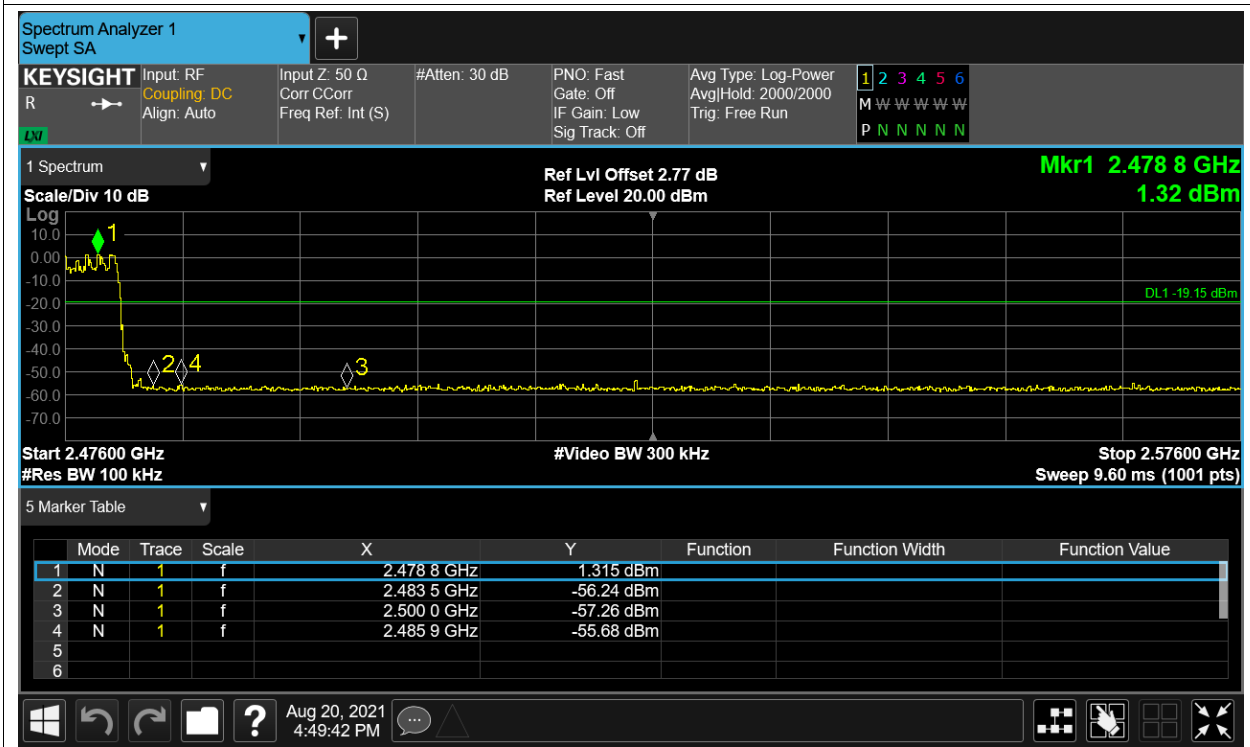 Spectrum Analyzer 1
Swept SA
+
KEYSIGHT Input: RF Input Z: 50 Ω #Atten: 30 dB PNO: Fast Avg Type: Log-Power 1 2 3 4 5 6
R Coupling: DC Corr CCorr Gate: Off Avg|Hold: 2000/2000 M W W W W W W
Align: Auto Freq Ref: Int (S) IF Gain: Low Trig: Free Run
LXI Sig Track: Off P N N N N N N
1 Spectrum Ref Lvl Offset 2.77 dB Mkr1 2.478 8 GHz
Scale/Div 10 dB Ref Level 20.00 dBm 1.32 dBm
Log
10.0
1
0.00
-10.0
DL1 -19.15 dBm
-20.0
-30.0
-40.0
2 4 3
-50.0
-60.0
-70.0
Start 2.47600 GHz #Video BW 300 kHz Stop 2.57600 GHz
#Res BW 100 kHz Sweep 9.60 ms (1001 pts)
5 Marker Table
Mode Trace Scale X Y Function Function Width Function Value
1 N 1 f 2.478 8 GHz 1.315 dBm
2 N 1 f 2.483 5 GHz -56.24 dBm
3 N 1 f 2.500 0 GHz -57.26 dBm
4 N 1 f 2.485 9 GHz -55.68 dBm
5
6
? Aug 20, 2021
4:49:42 PM